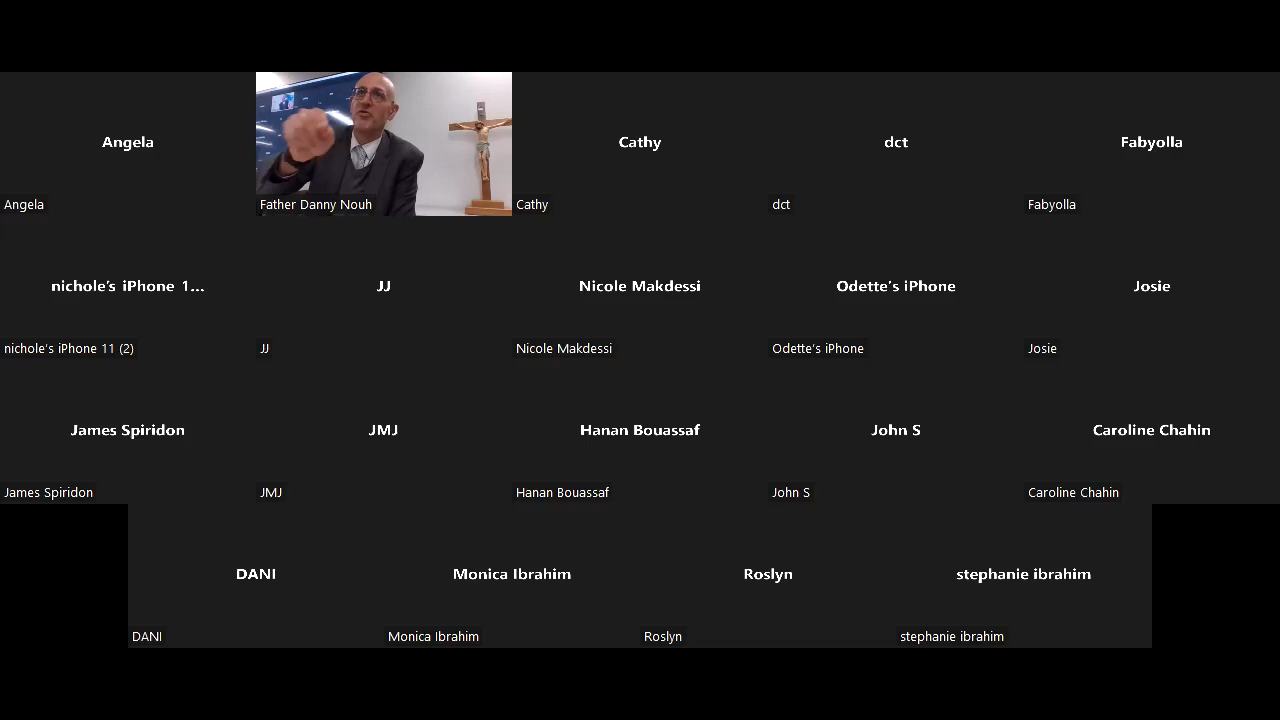 Angela
Angela
Father Danny Nouh
Cathy
Cathy
dct
dct
Fabyolla
Fabyolla
nichole's iPhone 1...
nichole's iPhone 11 (2)
JJ
JJ
Nicole Makdessi
Nicole Makdessi
Odette's iPhone
Odette's iPhone
Josie
Josie
James Spiridon
James Spiridon
JMJ
JMJ
Hanan Bouassaf
Hanan Bouassaf
John S
John S
Caroline Chahin
Caroline Chahin
DANI
DANI
Monica Ibrahim
Monica Ibrahim
Roslyn
Roslyn
stephanie ibrahim
stephanie ibrahim